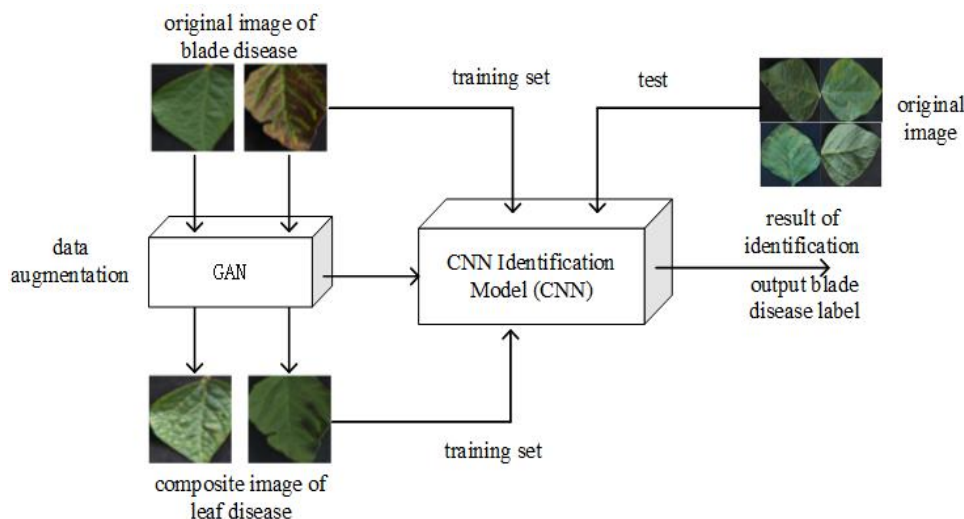 original image of
blade disease
training set
test
original
image
data
augmentation
GAN
CNN Identification
Model (CNN)
result of
identification
output blade
disease label
training set
composite image of
leaf disease